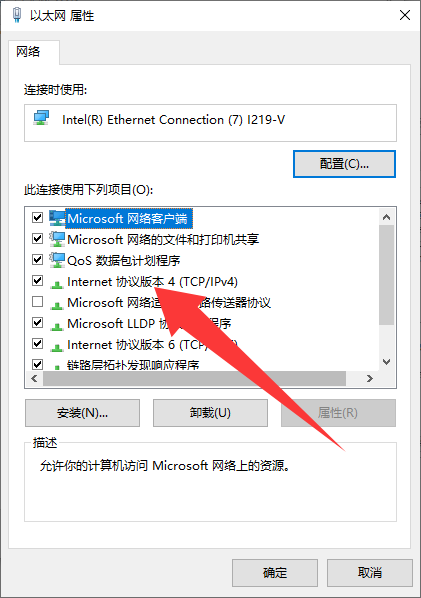 以太网 属性
网络
连接时使用:
Intel(R) Ethernet Connection (7) I219-V
配置(C)...
此连接使用下列项目(O):
Microsoft 网络客户端
Microsoft 网络的文件和打印机共享
QoS 数据包计划程序
Internet 协议版本 4 (TCP/IPv4)
Microsoft 网络适 路传送器协议
Microsoft LLDP 协 程序
Internet 协议版本 6 (TCP/
链路层拓扑发现响应程序
安装(N)...
卸载(U)
属性(R)
描述
允许你的计算机访问 Microsoft 网络上的资源。
确定
取消